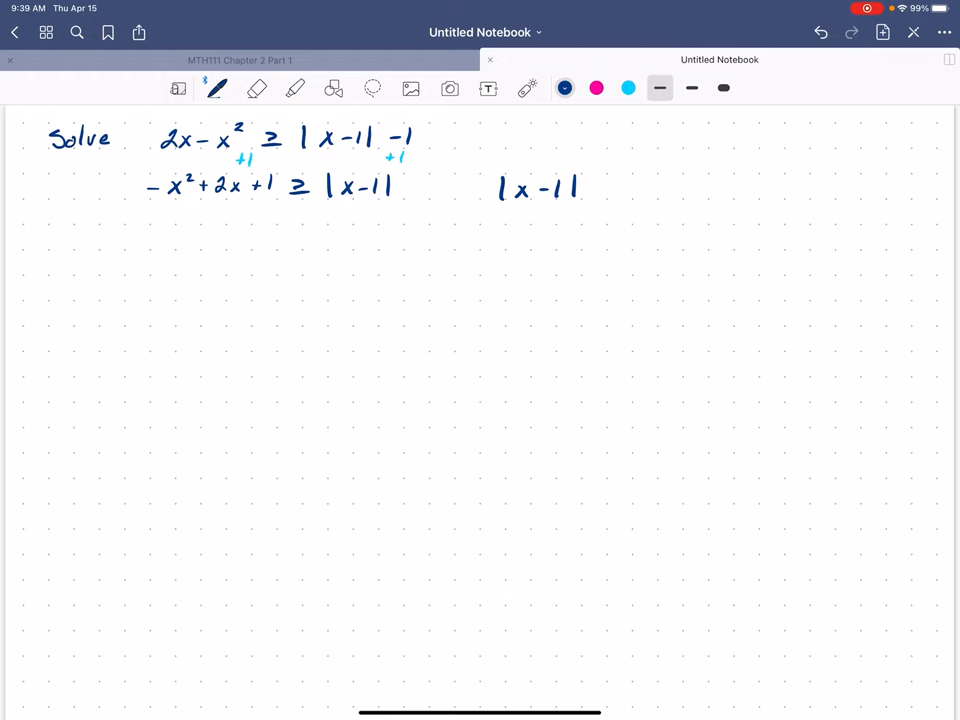 9:39 AM Thu Apr 15
99%
Untitled Notebook
MTH111 Chapter 2 Part 1
Untitled Notebook
T
Solve 2x - x² ≥ |x-1| -1
+1 +1
-x² + 2x + 1 ≥ |x-1| |x-1|